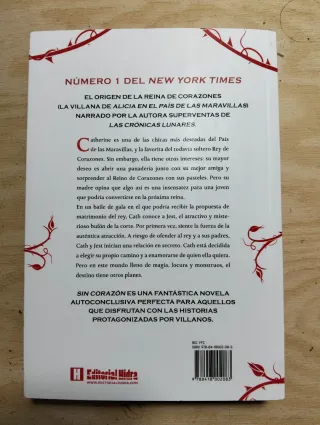 NÚMERO 1 DEL NEW YORK TIMES
EL ORIGEN DE LA REINA DE CORAZONES
(LA VILLANA DE ALICIA EN EL PAÍS DE LAS MARAVILLAS)
NARRADO POR LA AUTORA SUPERVENTAS DE
LAS CRÓNICAS LUNARES.
Catherine es una de las chicas más deseadas del País
de las Maravillas, y la favorita del todavía soltero Rey de
Corazones. Sin embargo, ella tiene otros intereses: su mayor
deseo es abrir una panadería junto con su mejor amiga y
sorprender al Reino de Corazones con sus pasteles. Pero su
madre opina que algo así es una insensatez para una joven
que podría convertirse en la próxima reina.
En un baile de gala en el que podría recibir la propuesta de
matrimonio del rey, Cath conoce a Jest, el atractivo y miste-
rioso bufón de la corte. Por primera vez, siente la fuerza de la
auténtica atracción. A riesgo de ofender al rey y a sus padres,
Cath y Jest inician una relación en secreto. Cath está decidida
a elegir su propio camino y a enamorarse de quien ella quiera.
Pero en este mundo lleno de magia, locura y monstruos, el
destino tiene otros planes.
SIN CORAZÓN ES UNA FANTÁSTICA NOVELA
AUTOCONCLUSIVA PERFECTA PARA AQUELLOS
QUE DISFRUTAN CON LAS HISTORIAS
PROTAGONIZADAS POR VILLANOS.
Editorial Hidra